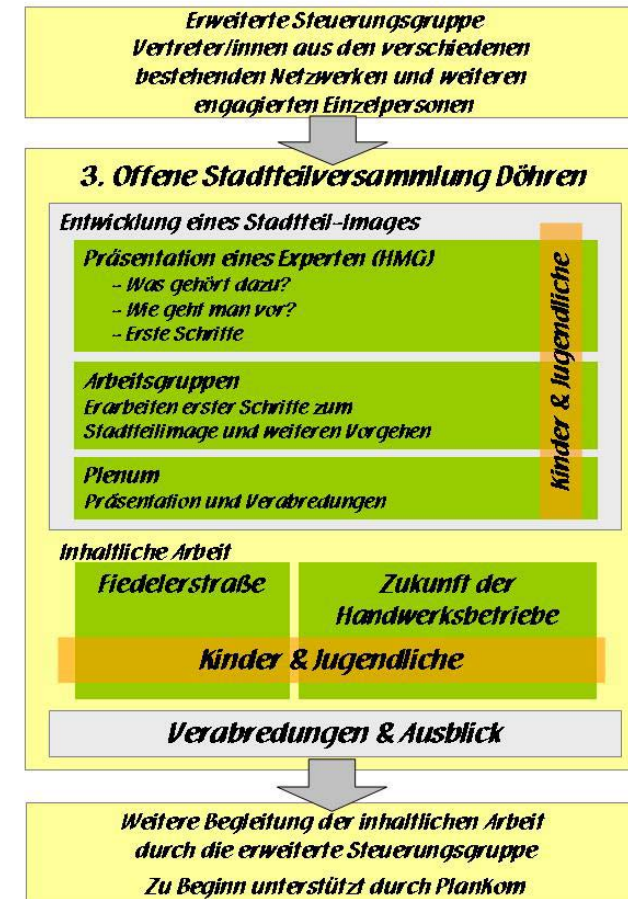 Erweiterte Steuerungsgruppe
Vertreter/innen aus den verschiedenen
bestehenden Netzwerken und weiteren
engagierten Einzelpersonen
3. Offene Stadtteilversammlung Döhren
Entwicklung eines Stadtteil-Images
Präsentation eines Experten (HMG)
- Was gehört dazu?
- Wie geht man vor?
- Erste Schritte
Arbeitsgruppen
Erarbeiten erster Schritte zum
Stadtteilimage und weiteren Vorgehen
Plenum
Präsentation und Verabredungen
Kinder & Jugendliche
Inhaltliche Arbeit
Fiedelerstraße
Zukunft der
Handwerksbetriebe
Kinder & Jugendliche
Verabredungen & Ausblick
Weitere Begleitung der inhaltlichen Arbeit
durch die erweiterte Steuerungsgruppe
Zu Beginn unterstützt durch PlanKom